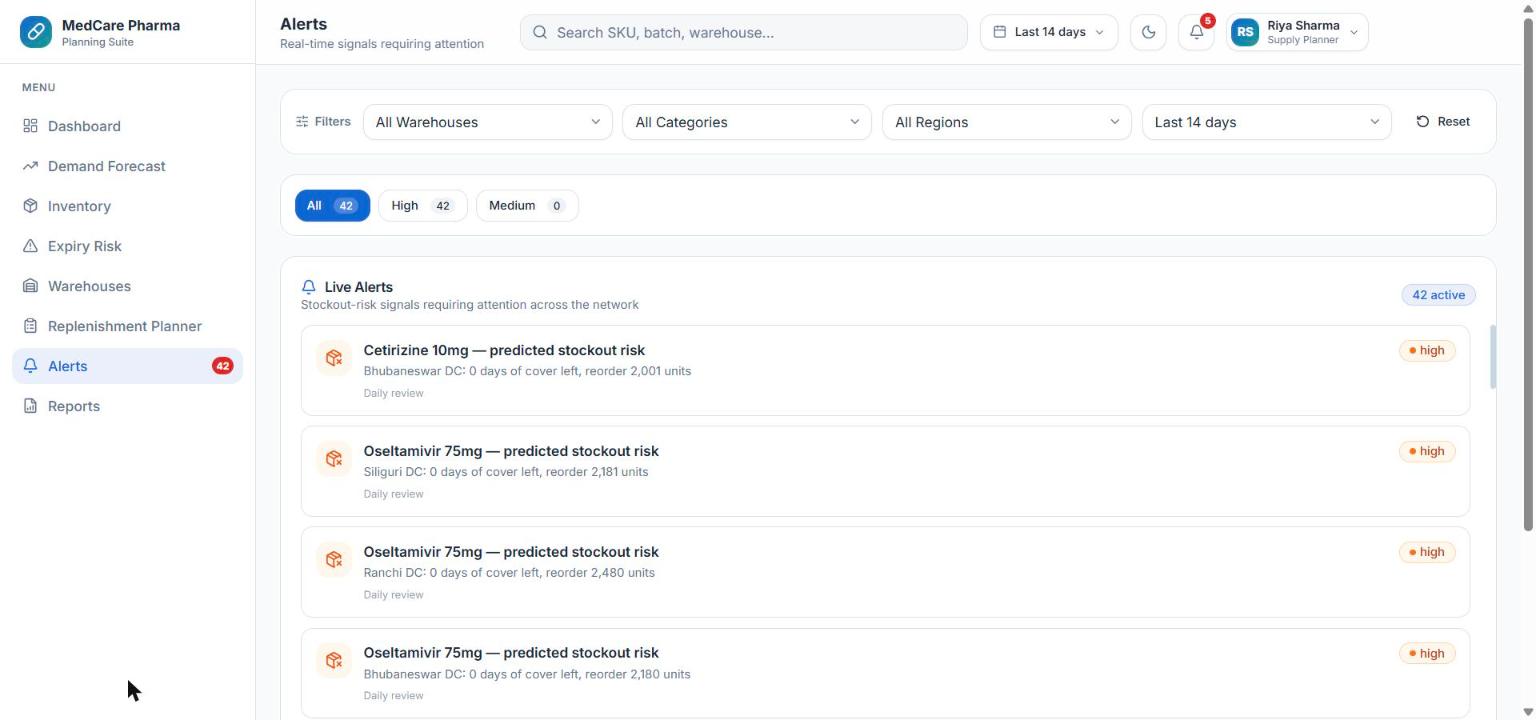 MedCare Pharma
Planning Suite
MENU
Dashboard
Demand Forecast
Inventory
Expiry Risk
Warehouses
Replenishment Planner
Alerts 42
Reports
Alerts
Real-time signals requiring attention
Search SKU, batch, warehouse...
Last 14 days
5
RS
Riya Sharma
Supply Planner
Filters
All Warehouses
All Categories
All Regions
Last 14 days
Reset
All 42
High 42
Medium 0
Live Alerts
Stockout-risk signals requiring attention across the network
42 active
Cetirizine 10mg — predicted stockout risk
high
Bhubaneswar DC: 0 days of cover left, reorder 2,001 units
Daily review
Oseltamivir 75mg — predicted stockout risk
high
Siliguri DC: 0 days of cover left, reorder 2,181 units
Daily review
Oseltamivir 75mg — predicted stockout risk
high
Ranchi DC: 0 days of cover left, reorder 2,480 units
Daily review
Oseltamivir 75mg — predicted stockout risk
high
Bhubaneswar DC: 0 days of cover left, reorder 2,180 units
Daily review